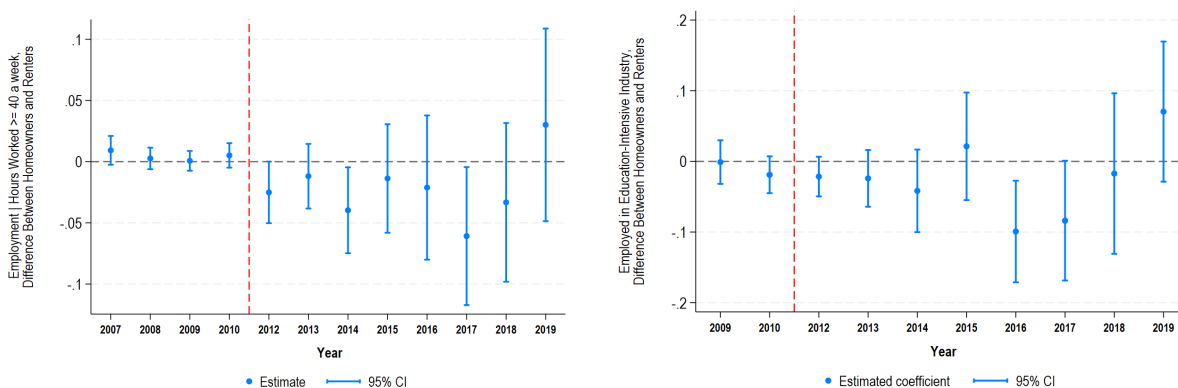 Employment | Hours Worked >= 40 a week,
Difference Between Homeowners and Renters
.1
.05
0
-.05
-.1
2007 2008 2009 2010 2012 2013 2014 2015 2016 2017 2018 2019
Year
Estimate 95% CI
Employed in Education-Intensive Industry,
Difference Between Homeowners and Renters
.2
.1
0
-.1
-.2
2009 2010 2012 2013 2014 2015 2016 2017 2018 2019
Year
Estimated coefficient 95% CI